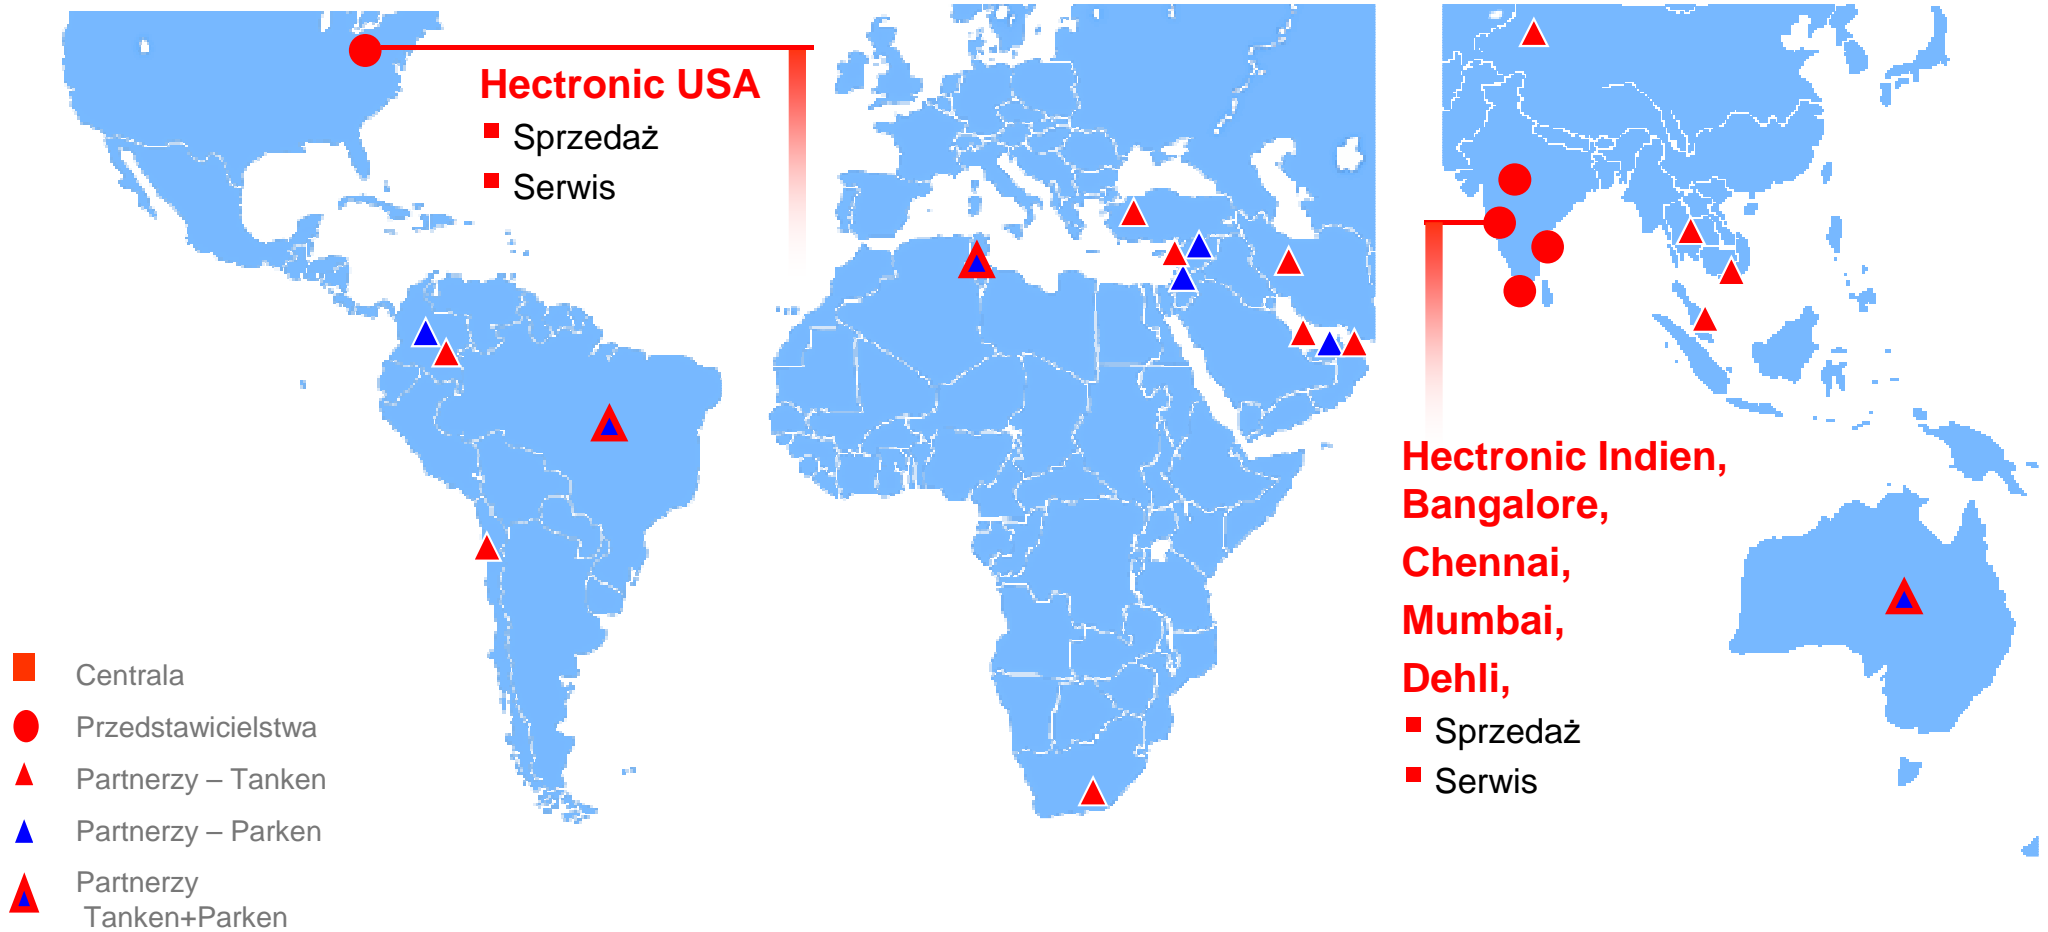 Hectronic USA
Sprzedaż
Serwis
Hectronic Indien,
Bangalore,
Chennai,
Mumbai,
Dehli,
Sprzedaż
Serwis
Centrala
Przedstawicielstwa
Partnerzy – Tanken
Partnerzy – Parken
Partnerzy
Tanken+Parken